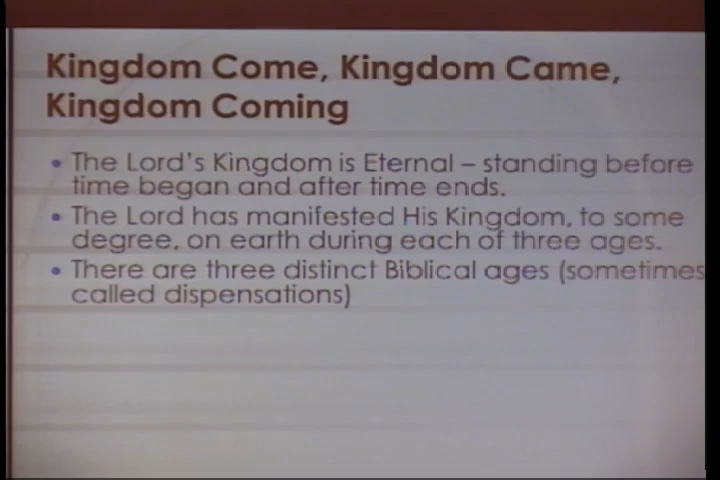 Kingdom Come, Kingdom Came,
Kingdom Coming
• The Lord's Kingdom is Eternal – standing before
time began and after time ends.
• The Lord has manifested His Kingdom, to some
degree, on earth during each of three ages.
• There are three distinct Biblical ages (sometimes
called dispensations)